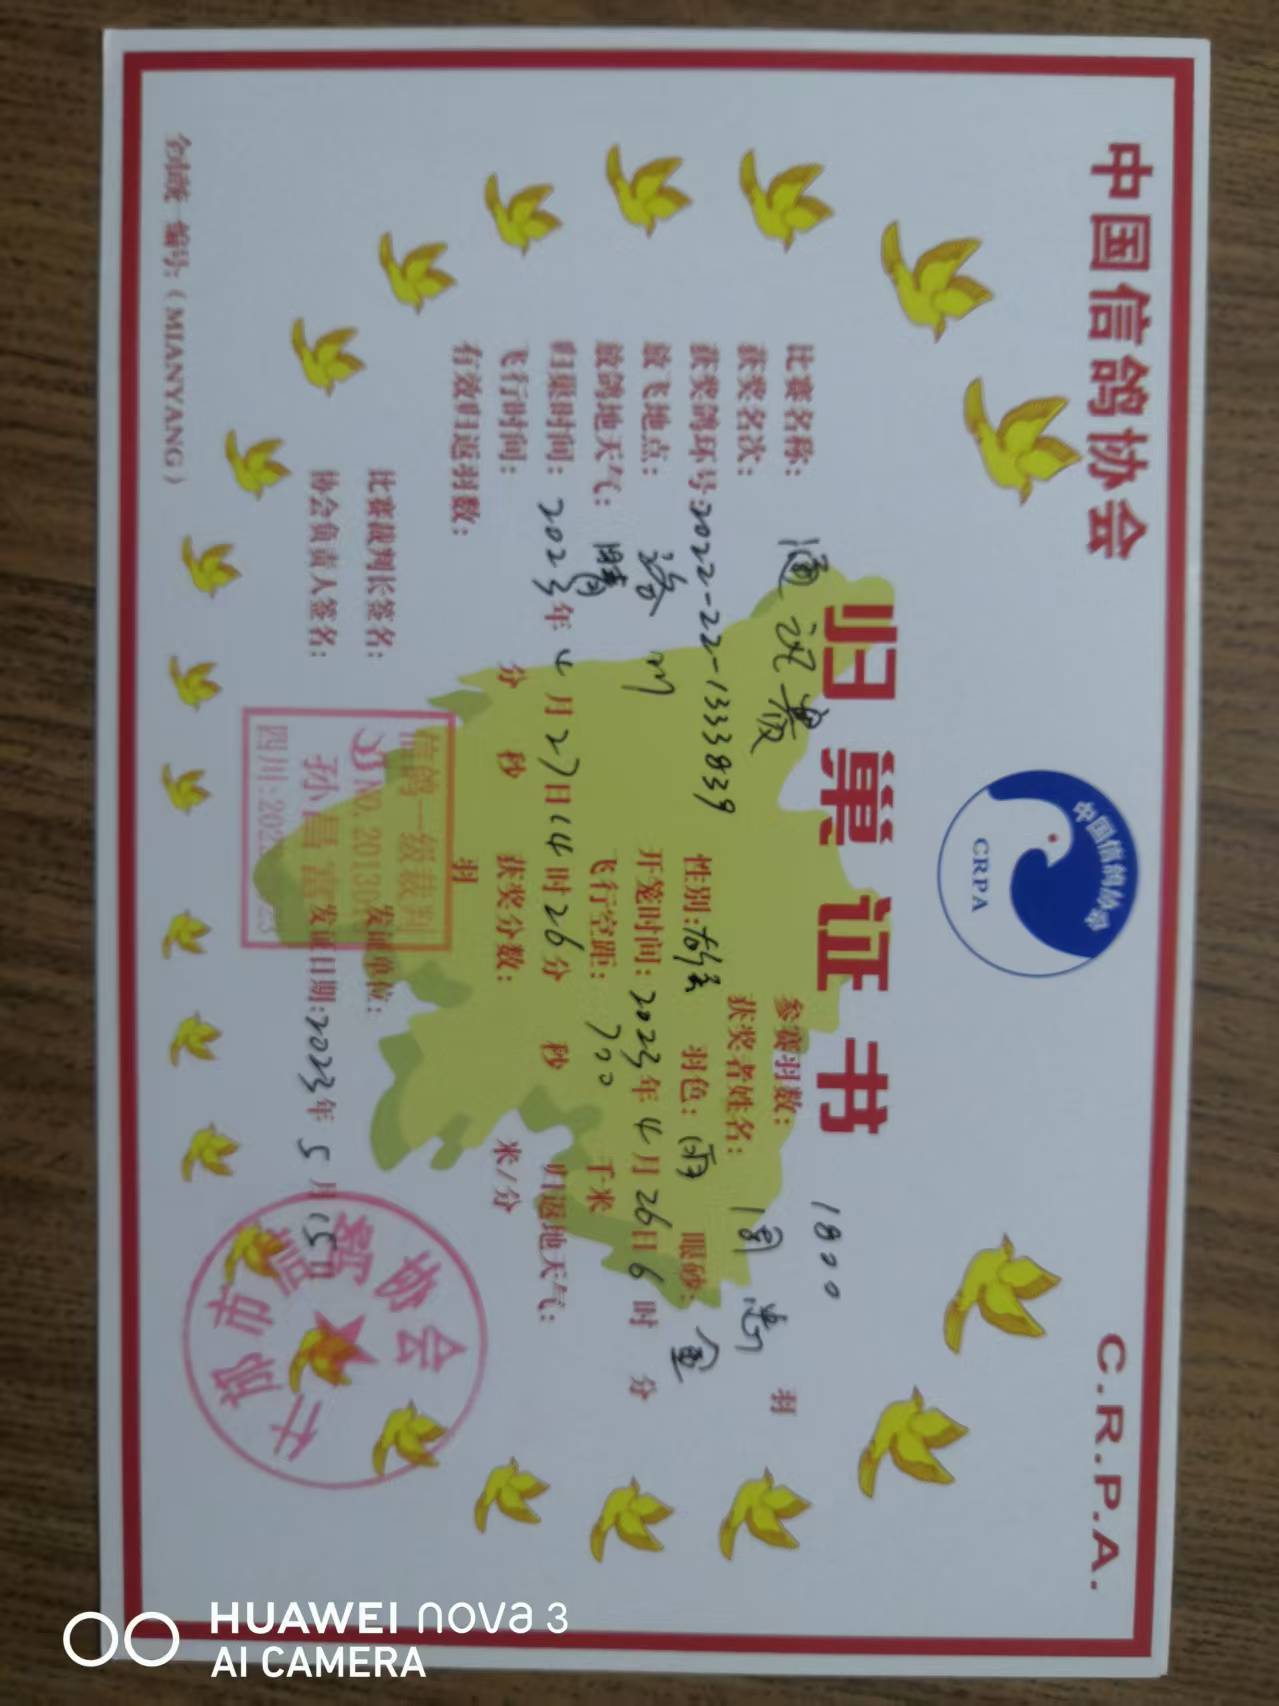 中国信鸽协会
C.R.P.A.
中国信鸽协会
CRPA
归巢证书
比赛名称：
参赛羽数：1800 羽
获奖名次：
获奖者姓名：
获奖鸽环号：2022-22-1333839 性别：雄 羽色：雨 眼砂：
放飞地点： 开笼时间：2023年4月26日6时 分
放鸽地天气：晴 飞行空距：700 千米
归巢时间：2023年4月27日14时26分 秒 归返地天气：
飞行时间： 分 秒 获奖分数： 米/分
有效归返羽数： 羽
比赛裁判长签名： 发证单位：
协会负责人签名： 发证日期：2023年5月15日
信鸽一级裁判
孙昌富
市信鸽协会
编号：（MIANYANG）
HUAWEI nova 3
AI CAMERA